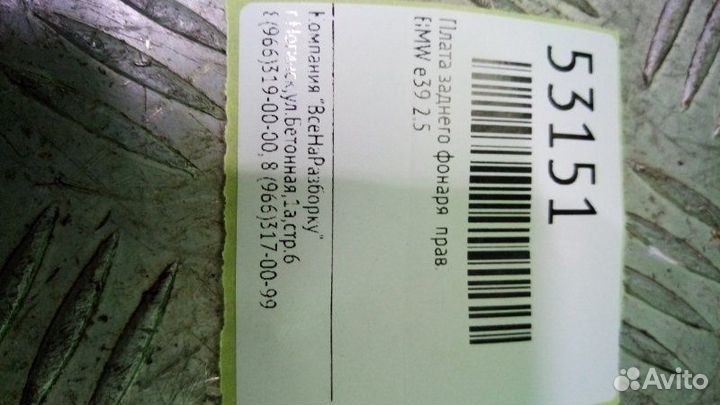 53151
Плата заднего фонаря прав.
BMW e39 2.5
Компания "ВсеНаРазборку"
г.Ногинск,ул.Бетонная,1а,стр.6
8 (966)319-00-00, 8 (966)317-00-99
Avito